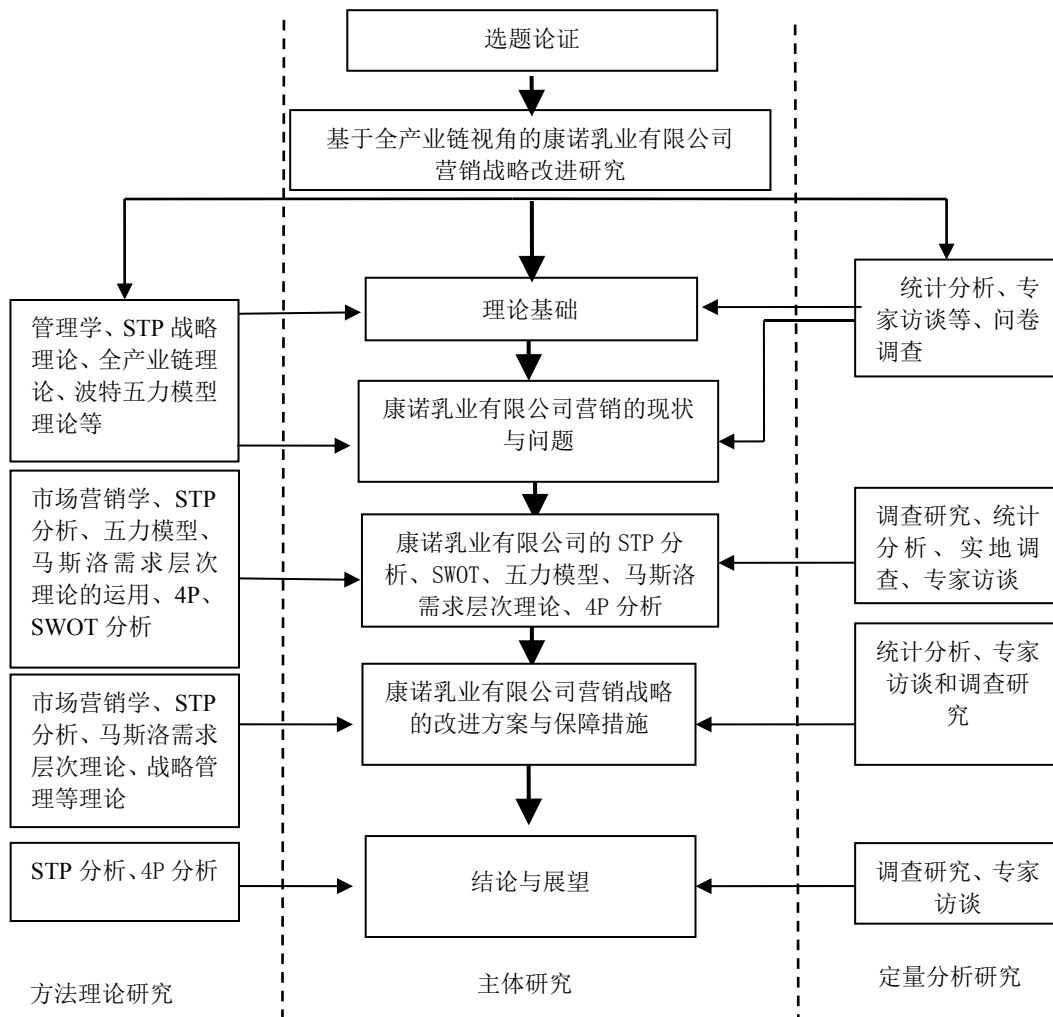 选题论证
基于全产业链视角的康诺乳业有限公司
营销战略改进研究
管理学、STP 战略
理论、全产业链理
论、波特五力模型
理论等
理论基础
统计分析、专
家访谈等、问卷
调查
康诺乳业有限公司营销的现状
与问题
市场营销学、STP
分析、五力模型、
马斯洛需求层次
理论的运用、4P、
SWOT 分析
康诺乳业有限公司的 STP 分
析、SWOT、五力模型、马斯洛
需求层次理论、4P 分析
调查研究、统计
分析、实地调
查、专家访谈
市场营销学、STP
分析、马斯洛需求
层次理论、战略管
理等理论
康诺乳业有限公司营销战略
的改进方案与保障措施
统计分析、专家
访谈和调查研
究
STP 分析、4P 分析
结论与展望
调查研究、专家
访谈
方法理论研究
主体研究
定量分析研究